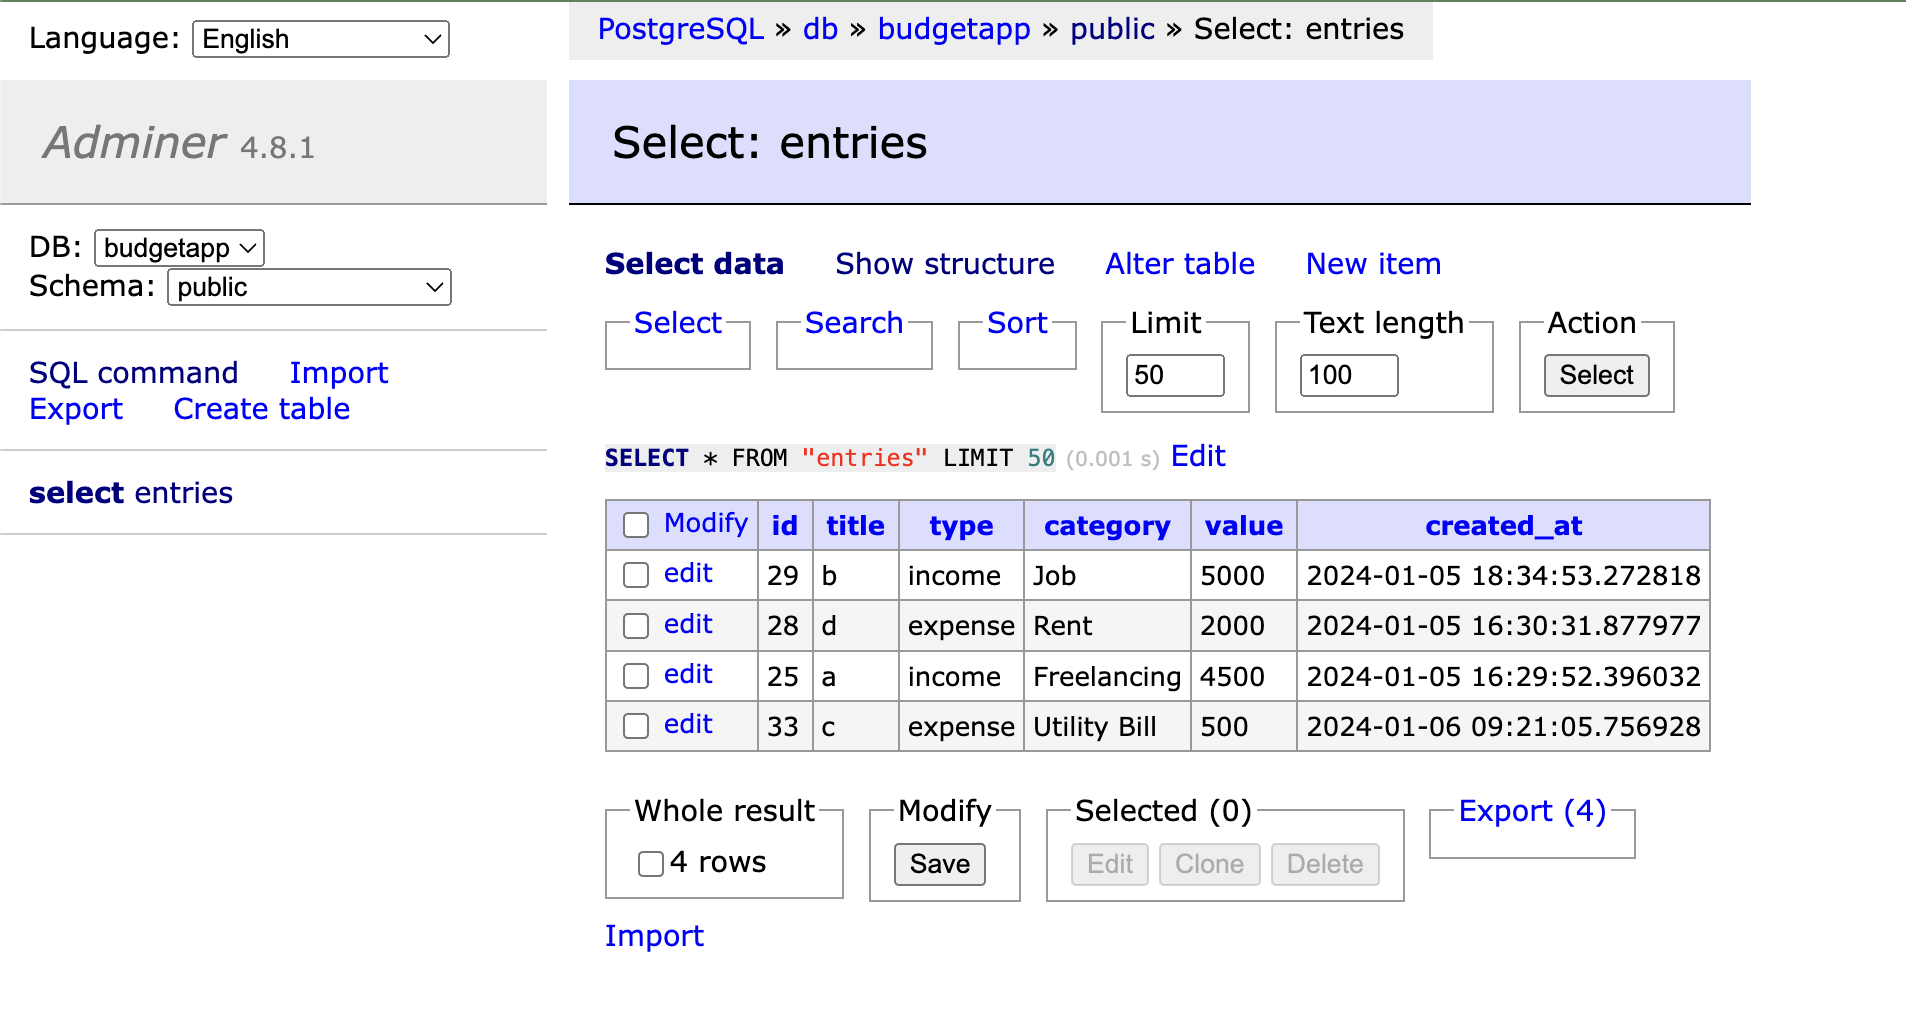 Language: English
PostgreSQL » db » budgetapp » public » Select: entries
Adminer 4.8.1
Select: entries
DB: budgetapp
Schema: public
SQL command Import
Export Create table
select entries
Select data Show structure Alter table New item
Select Search Sort Limit Text length Action
50 100 Select
SELECT * FROM "entries" LIMIT 50 (0.001 s) Edit
Modify id title type category value created_at
edit 29 b income Job 5000 2024-01-05 18:34:53.272818
edit 28 d expense Rent 2000 2024-01-05 16:30:31.877977
edit 25 a income Freelancing 4500 2024-01-05 16:29:52.396032
edit 33 c expense Utility Bill 500 2024-01-06 09:21:05.756928
Whole result Modify Selected (0) Export (4)
4 rows Save Edit Clone Delete
Import